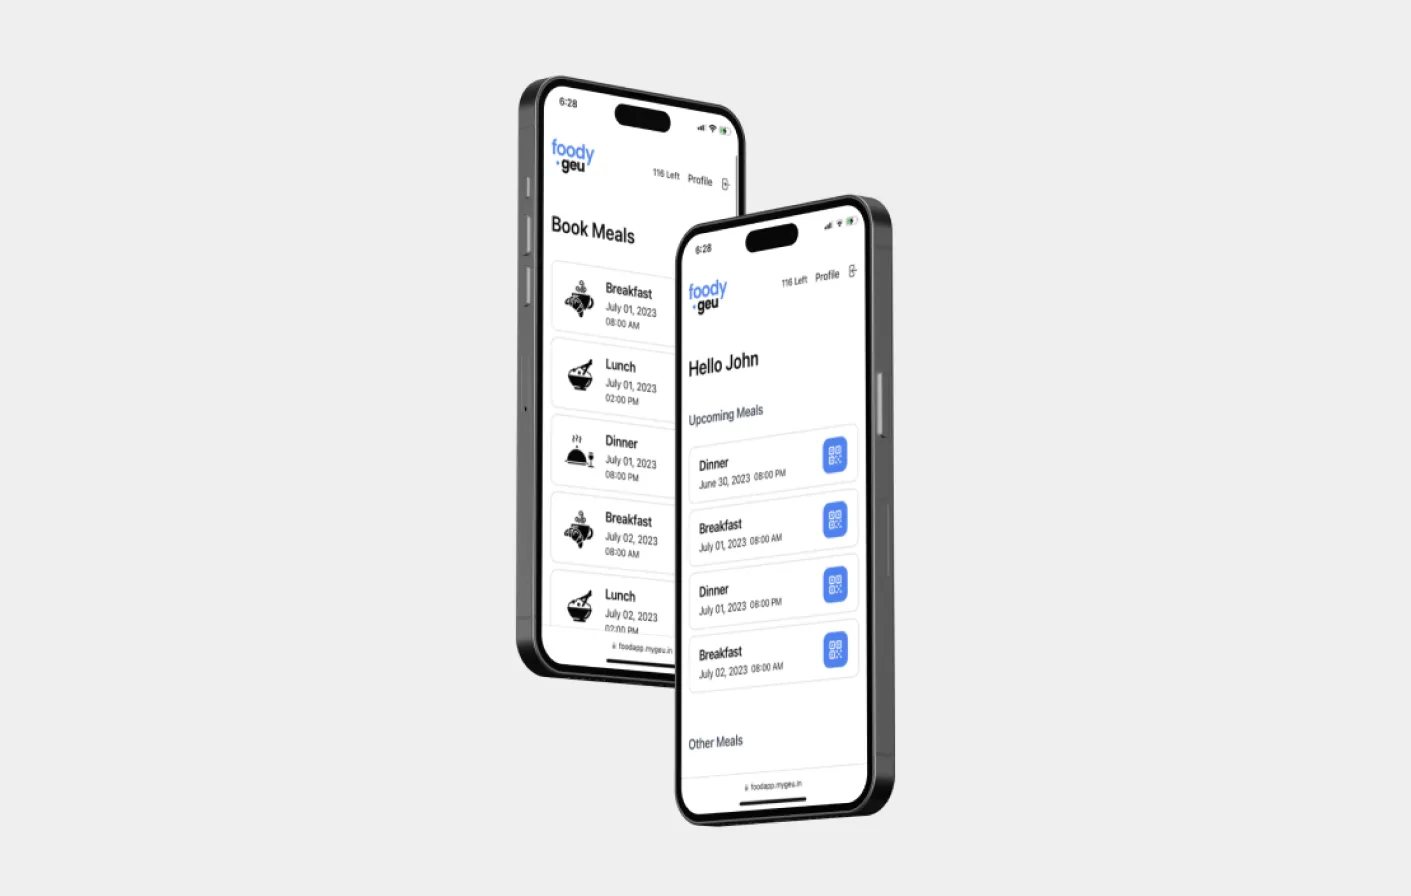 6:28
foody
·geu
116 Left Profile
Book Meals
Breakfast
July 01, 2023
08:00 AM
Lunch
July 01, 2023
02:00 PM
Dinner
July 01, 2023
08:00 PM
Breakfast
July 02, 2023
08:00 AM
Lunch
July 02, 2023
02:00 PM
foodapp.mygeu.in
6:28
foody
·geu
116 Left Profile
Hello John
Upcoming Meals
Dinner
June 30, 2023 08:00 PM
Breakfast
July 01, 2023 08:00 AM
Dinner
July 01, 2023 08:00 PM
Breakfast
July 02, 2023 08:00 AM
Other Meals
foodapp.mygeu.in